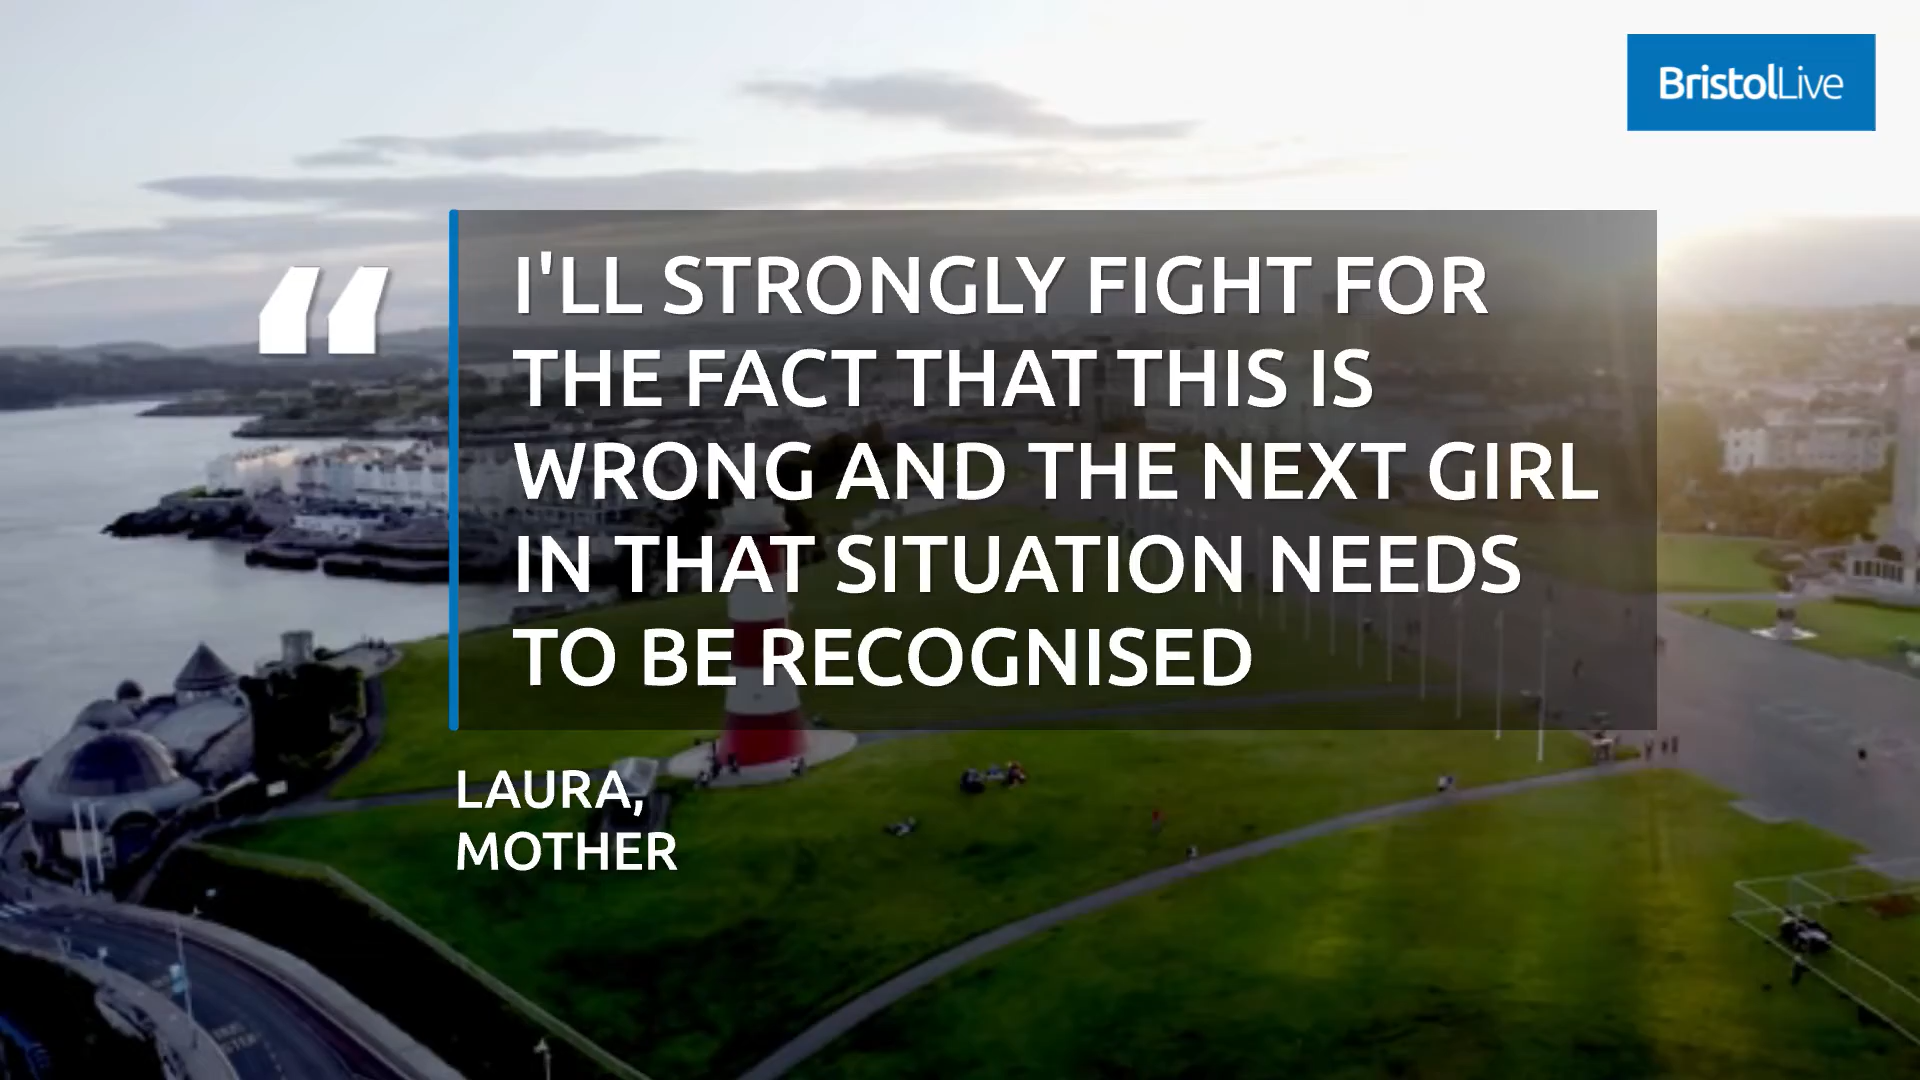 BristolLive
“
I'LL STRONGLY FIGHT FOR
THE FACT THAT THIS IS
WRONG AND THE NEXT GIRL
IN THAT SITUATION NEEDS
TO BE RECOGNISED
LAURA,
MOTHER